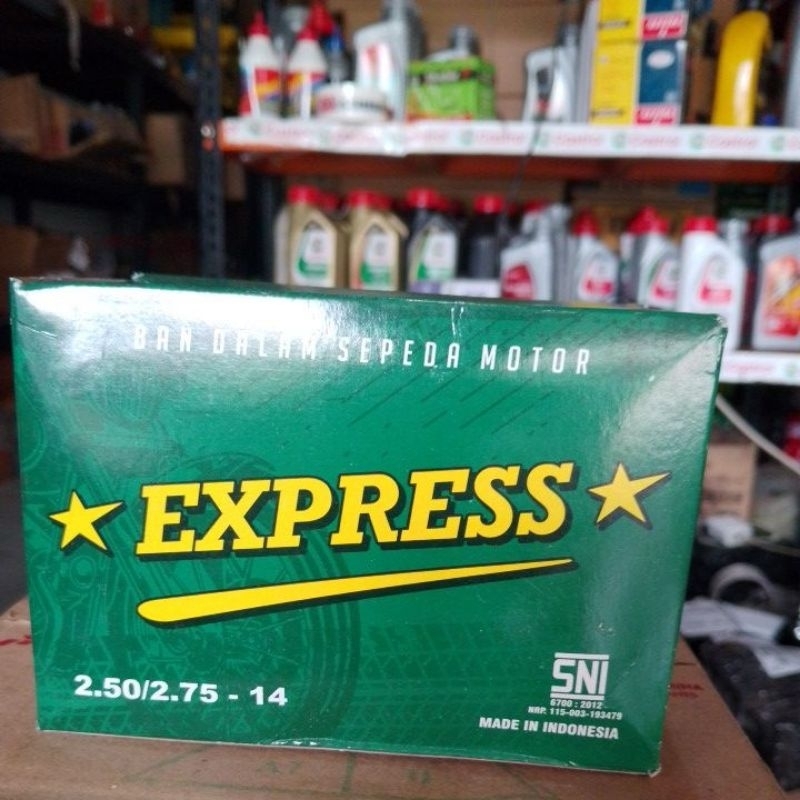 BAN DALAM SEPEDA MOTOR
EXPRESS
2.50/2.75 - 14
SNI
6700 : 2012
NRP. 115-003-193479
MADE IN INDONESIA